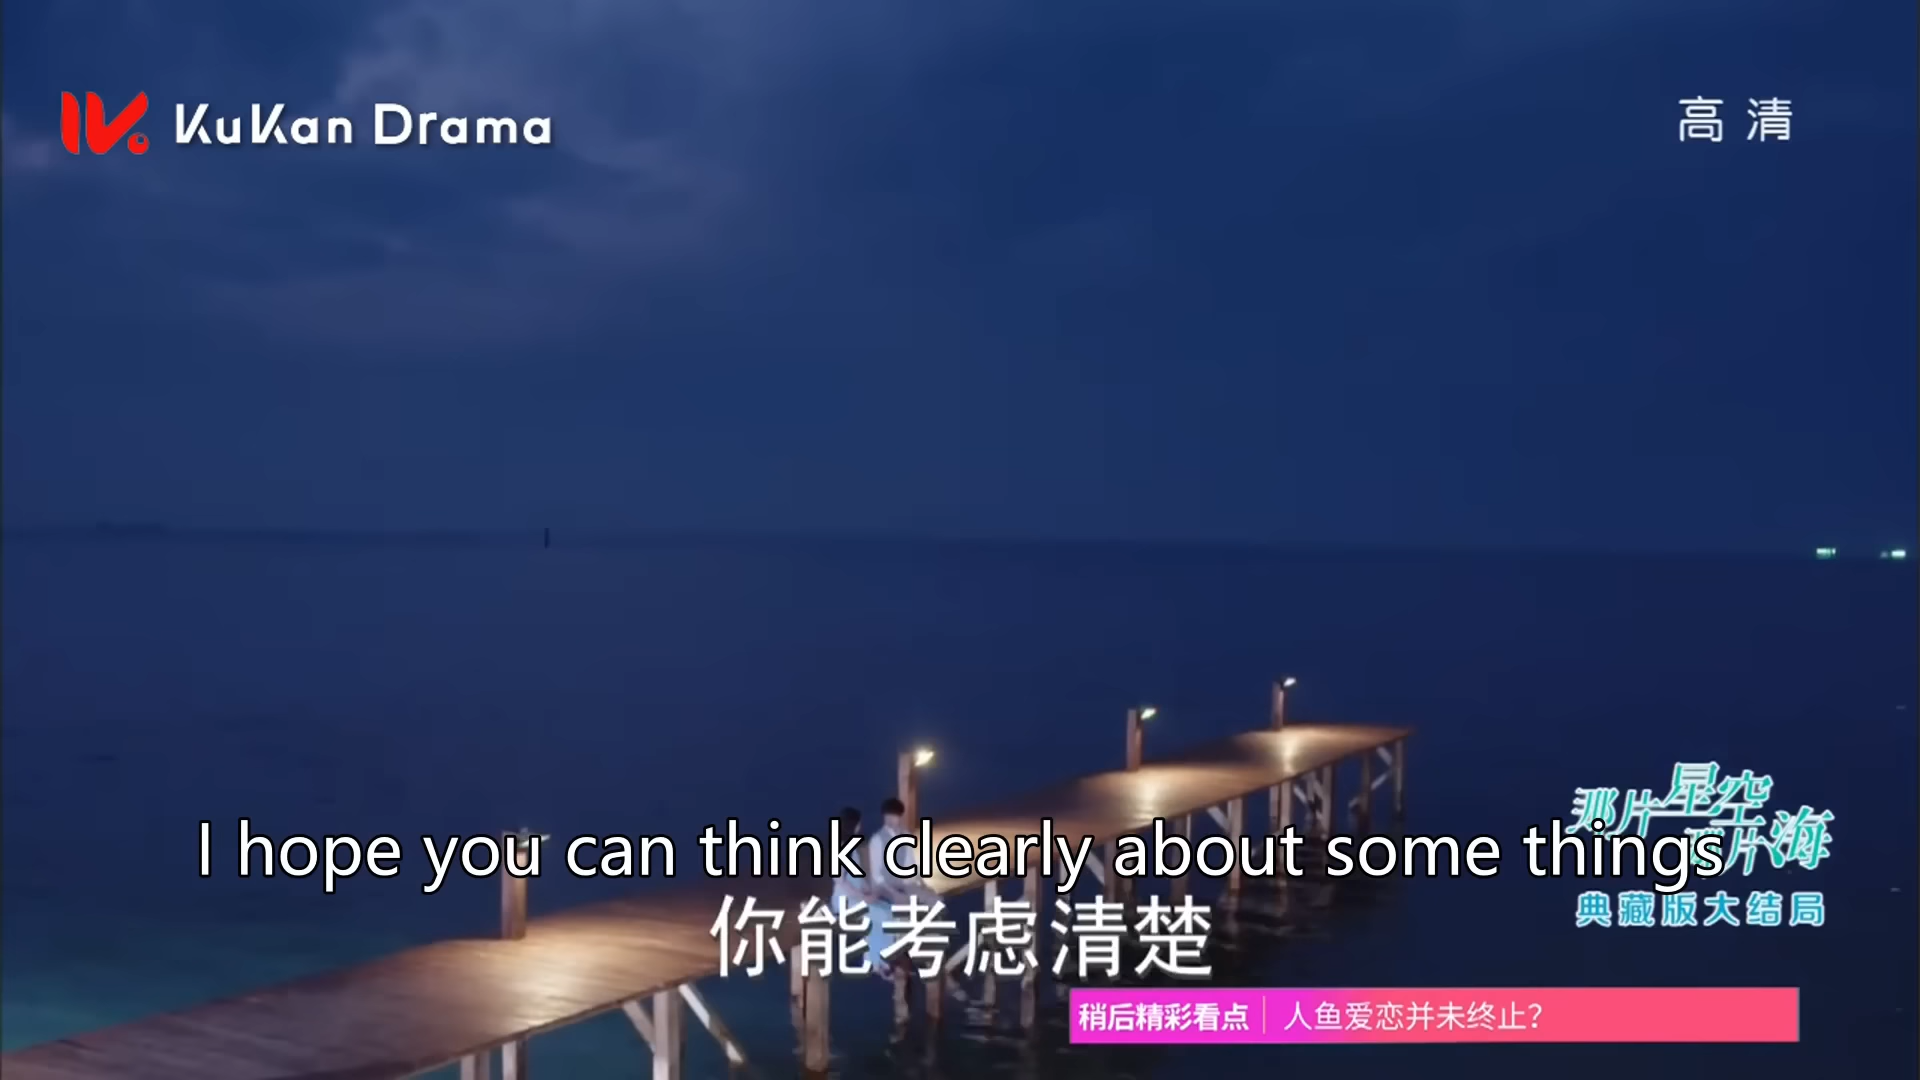 KuKan Drama
高清
那片星空
那片海
I hope you can think clearly about some things
你能考虑清楚
典藏版大结局
稍后精彩看点 | 人鱼爱恋并未终止?